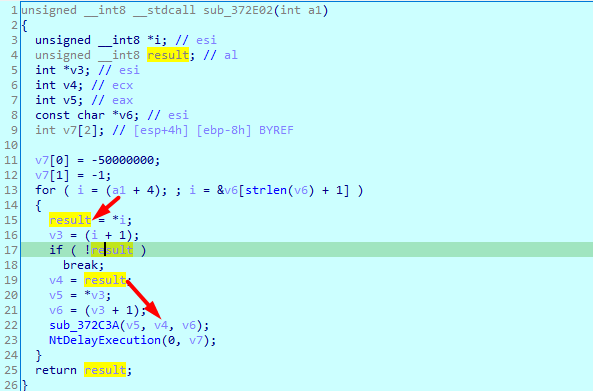 1 unsigned __int8 __stdcall sub_372E02(int a1)
2 {
3 unsigned __int8 *i; // esi
4 unsigned __int8 result; // al
5 int *v3; // esi
6 int v4; // ecx
7 int v5; // eax
8 const char *v6; // esi
9 int v7[2]; // [esp+4h] [ebp-8h] BYREF
10
11 v7[0] = -50000000;
12 v7[1] = -1;
13 for ( i = (a1 + 4); ; i = &v6[strlen(v6) + 1] )
14 {
15 result = *i;
16 v3 = (i + 1);
17 if ( !result )
18 break;
19 v4 = result;
20 v5 = *v3;
21 v6 = (v3 + 1);
22 sub_372C3A(v5, v4, v6);
23 NtDelayExecution(0, v7);
24 }
25 return result;
26 }